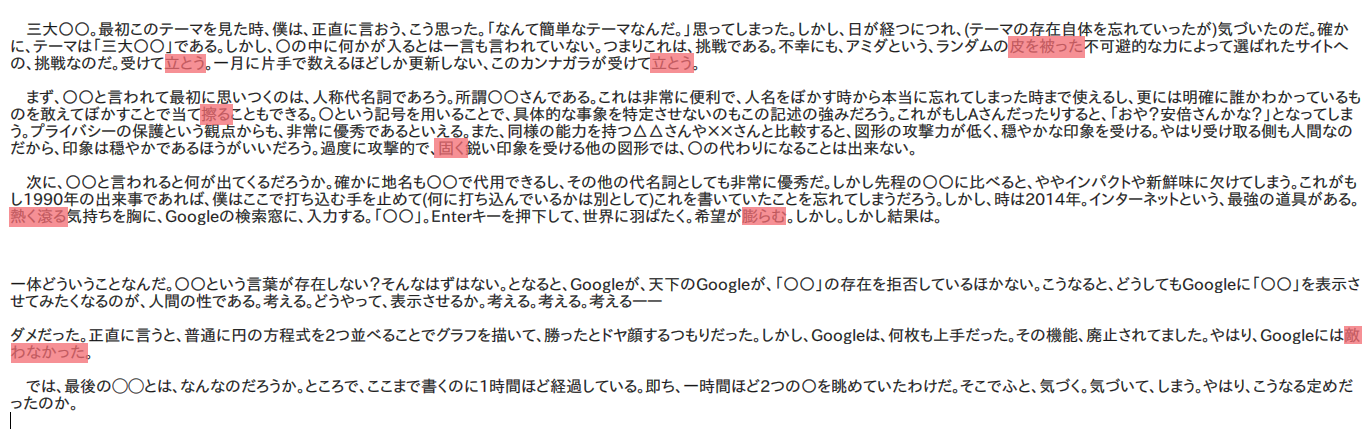 三大〇〇。最初このテーマを見た時、僕は、正直に言おう、こう思った。「なんて簡単なテーマなんだ。」思ってしまった。しかし、日が経つにつれ、(テーマの存在自体を忘れていったが)気づいたのだ。確か
に、テーマは「三大〇〇」である。しかし、〇の中に何かが入るとは一言も言われていない。つまりこれは、挑戦である。不幸にも、アミダという、ランダムの皮を被った不可避的な力によって選ばれたサイトへ
の、挑戦なのだ。受けて立とう。一月に片手で数えるほどしか更新しない、このカンナガラが受けて立とう。
まず、〇〇と言われて最初に思いつくのは、人称代名詞であろう。所謂〇〇さんである。これは非常に便利で、人名をぼかす時から本当に忘れてしまった時まで使えるし、更には明確に誰かわかっているも
のを敢えてぼかすことで当て擦ることもできる。〇という記号を用いることで、具体的な事象を特定させないのもこの記述の強みだろう。これがもしAさんだったりすると、「おや?安倍さんかな?」となってしま
う。プライバシーの保護という観点からも、非常に優秀であるといえる。また、同様の能力を持つ△△さんや××さんと比較すると、図形の攻撃力が低く、穏やかな印象を受ける。やはり受け取る側も人間なの
だから、印象は穏やかであるほうがいいだろう。過度に攻撃的で、固く鋭い印象を受ける他の図形では、〇の代わりになることは出来ない。
次に、〇〇と言われると何が出てくるだろうか。確かに地名も〇〇で代用できるし、その他の代名詞としても非常に優秀だ。しかし先程の〇〇に比べると、ややインパクトや新鮮味に欠けてしまう。これがも
し1990年の出来事であれば、僕はここで打ち込む手を止めて(何に打ち込んでいるかは別として)これを書いていたことを忘れてしまうだろう。しかし、時は2014年。インターネットという、最強の道具がある。
熱く滾る気持ちを胸に、Googleの検索窓に、入力する。「〇〇」。Enterキーを押下して、世界に羽ばたく。希望が膨らむ。しかし。しかし結果は。
一体どういうことなんだ。〇〇という言葉が存在しない?そんなはずはない。となると、Googleが、天下のGoogleが、「〇〇」の存在を拒否しているほかない。こうなると、どうしてもGoogleに「〇〇」を表示さ
せてみたくなるのが、人間の性である。考える。どうやって、表示させるか。考える。考える。考える――
ダメだった。正直に言うと、普通に円の方程式を2つ並べることでグラフを描いて、勝ったとドヤ顔するつもりだった。しかし、Googleは、何枚も上手だった。その機能、廃止されてました。やはり、Googleには敵
わなかった。
では、最後の◯◯とは、なんなのだろうか。ところで、ここまで書くのに1時間ほど経過している。即ち、一時間ほど2つの〇を眺めていたわけだ。そこでふと、気づく。気づいて、しまう。やはり、こうなる定めだ
ったのか。